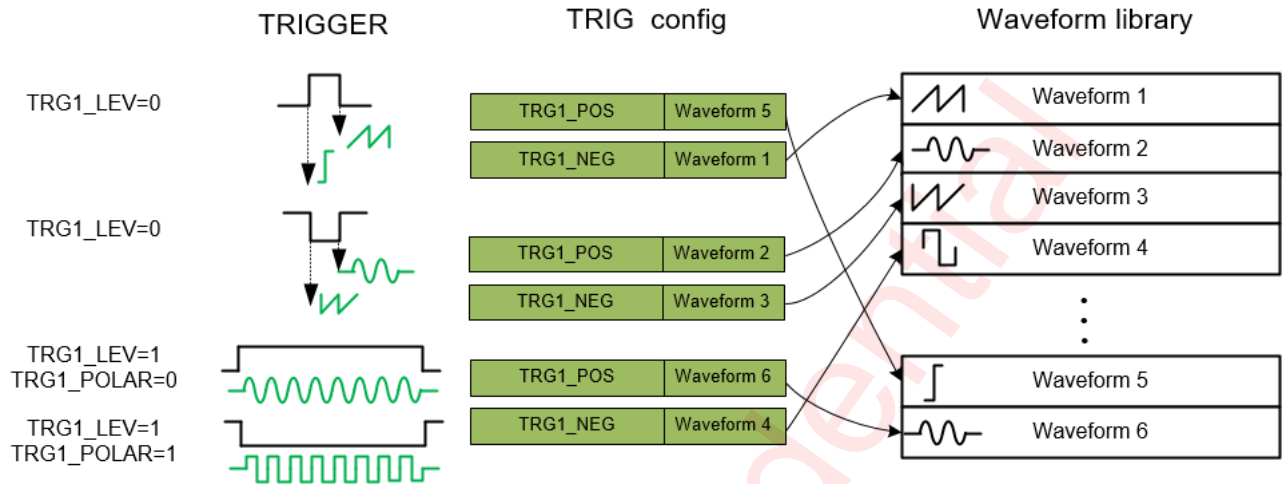 TRIGGER
TRIG config
Waveform library
TRG1_LEV=0
TRG1_POS
Waveform 5
TRG1_NEG
Waveform 1
Waveform 1
Waveform 2
Waveform 3
Waveform 4
TRG1_LEV=0
TRG1_POS
Waveform 2
TRG1_NEG
Waveform 3
TRG1_LEV=1
TRG1_POLAR=0
TRG1_POS
Waveform 6
TRG1_NEG
Waveform 4
Waveform 5
Waveform 6
TRG1_LEV=1
TRG1_POLAR=1
dential